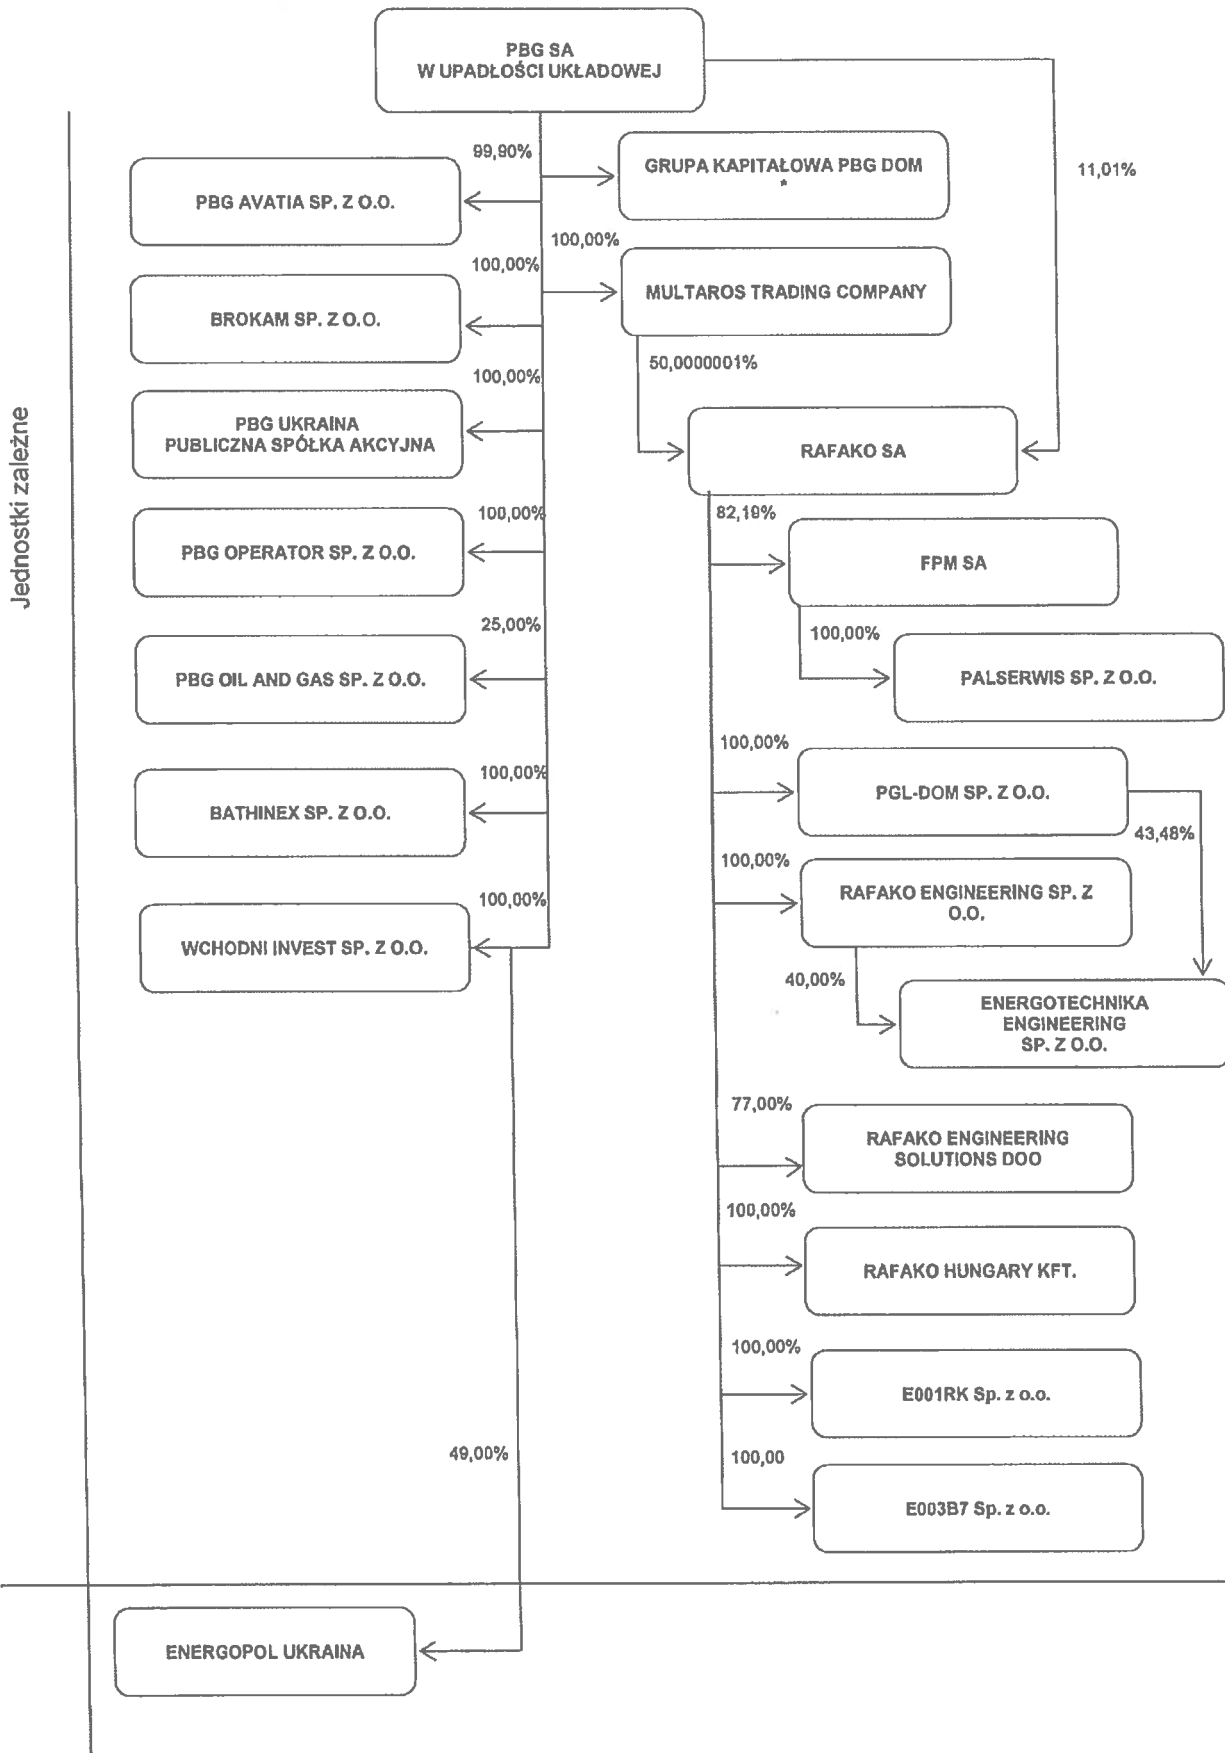 PBG SA
W UPADŁOŚCI UKŁADOWEJ
99,90%
GRUPA KAPITAŁOWA PBG DOM
*
11,01%
PBG AVATIA SP. Z O.O.
100,00%
100,00%
MULTAROS TRADING COMPANY
BROKAM SP. Z O.O.
50,0000001%
100,00%
Jednostki zależne
PBG UKRAINA
PUBLICZNA SPÓŁKA AKCYJNA
RAFAKO SA
100,00%
82,19%
PBG OPERATOR SP. Z O.O.
FPM SA
25,00%
100,00%
PBG OIL AND GAS SP. Z O.O.
PALSERWIS SP. Z O.O.
100,00%
100,00%
BATHINEX SP. Z O.O.
PGL-DOM SP. Z O.O.
43,48%
100,00%
100,00%
RAFAKO ENGINEERING SP. Z
O.O.
WCHODNI INVEST SP. Z O.O.
40,00%
ENERGOTECHNIKA
ENGINEERING
SP. Z O.O.
77,00%
RAFAKO ENGINEERING
SOLUTIONS DOO
100,00%
RAFAKO HUNGARY KFT.
100,00%
E001RK Sp. z o.o.
49,00%
100,00
E003B7 Sp. z o.o.
ENERGOPOL UKRAINA